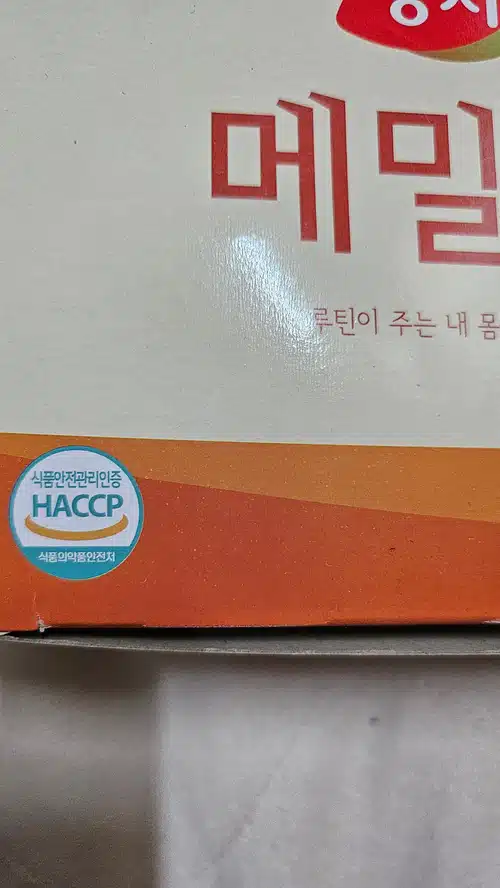 메밀
루틴이 주는 내 몸
식품안전관리인증
HACCP
식품의약품안전처